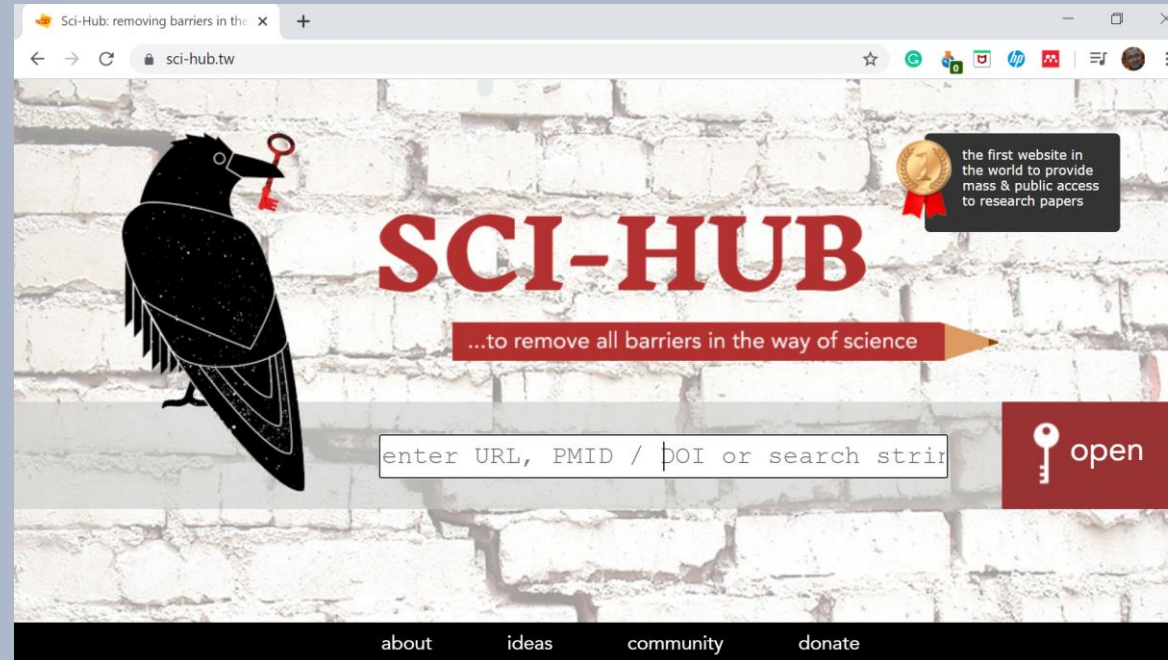 Sci-Hub: removing barriers in the
sci-hub.tw
the first website in
the world to provide
mass & public access
to research papers
SCI-HUB
...to remove all barriers in the way of science
enter URL, PMID / DOI or search strin
open
about ideas community donate